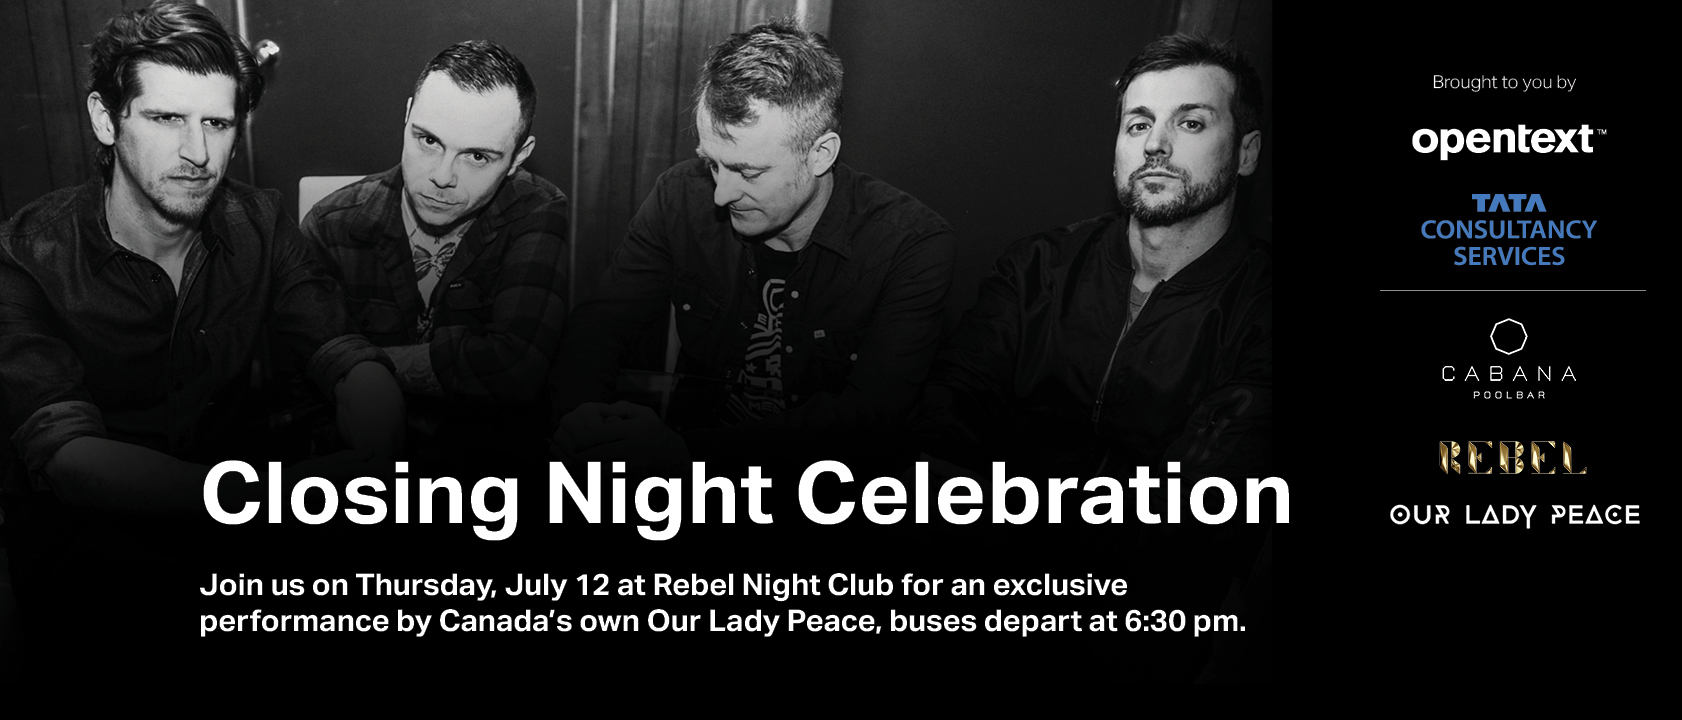 Brought to you by
opentext™
TATA
CONSULTANCY
SERVICES
CABANA
POOLBAR
REBEL
OUR LADY PEACE
Closing Night Celebration
Join us on Thursday, July 12 at Rebel Night Club for an exclusive
performance by Canada’s own Our Lady Peace, buses depart at 6:30 pm.